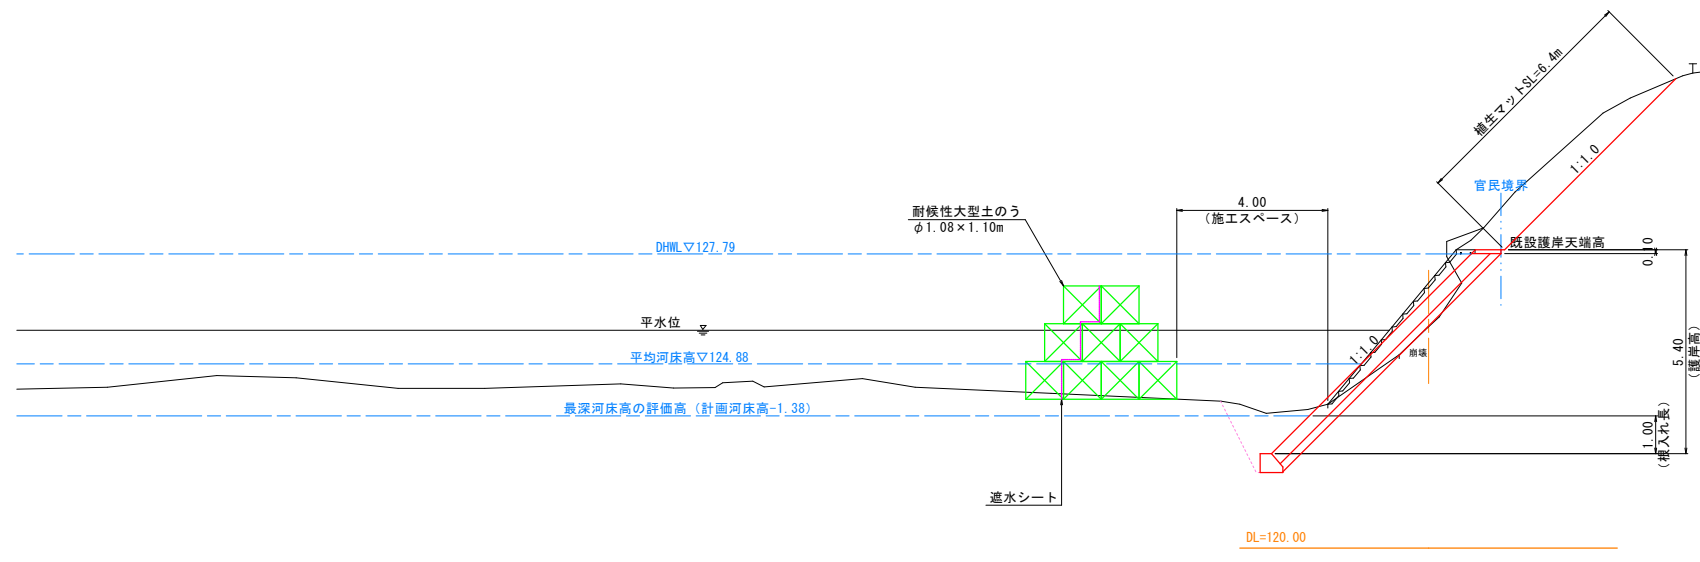 植生マットSL=6.4m
1:1.0
官民境界
耐候性大型土のう
φ1.08×1.10m
4.00
(施工スペース)
既設護岸天端高
0.10
DHWL▽127.79
平水位
平均河床高▽124.88
1:1.0
崩壊
5.40
(護岸高)
最深河床高の評価高 (計画河床高-1.38)
1.00
(根入れ長)
遮水シート
DL=120.00